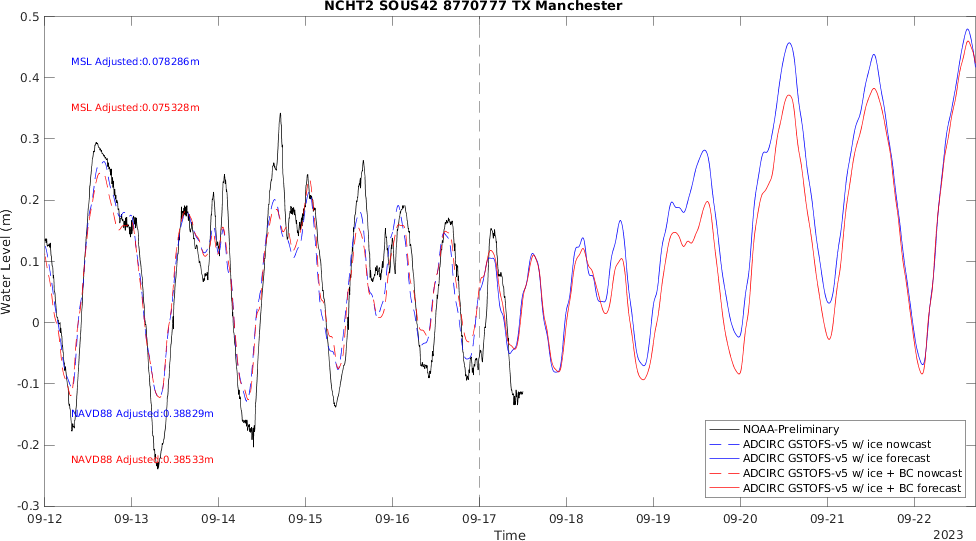 NCHT2 SOUS42 8770777 TX Manchester
0.5
0.4
0.3
0.2
0.1
0
-0.1
-0.2
-0.3
Water Level (m)
MSL Adjusted:0.078286m
MSL Adjusted:0.075328m
NAVD88 Adjusted:0.38829m
NAVD88 Adjusted:0.38533m
NOAA-Preliminary
ADCIRC GSTOFS-v5 w/ ice nowcast
ADCIRC GSTOFS-v5 w/ ice forecast
ADCIRC GSTOFS-v5 w/ ice + BC nowcast
ADCIRC GSTOFS-v5 w/ ice + BC forecast
09-12 09-13 09-14 09-15 09-16 09-17 09-18 09-19 09-20 09-21 09-22
Time
2023